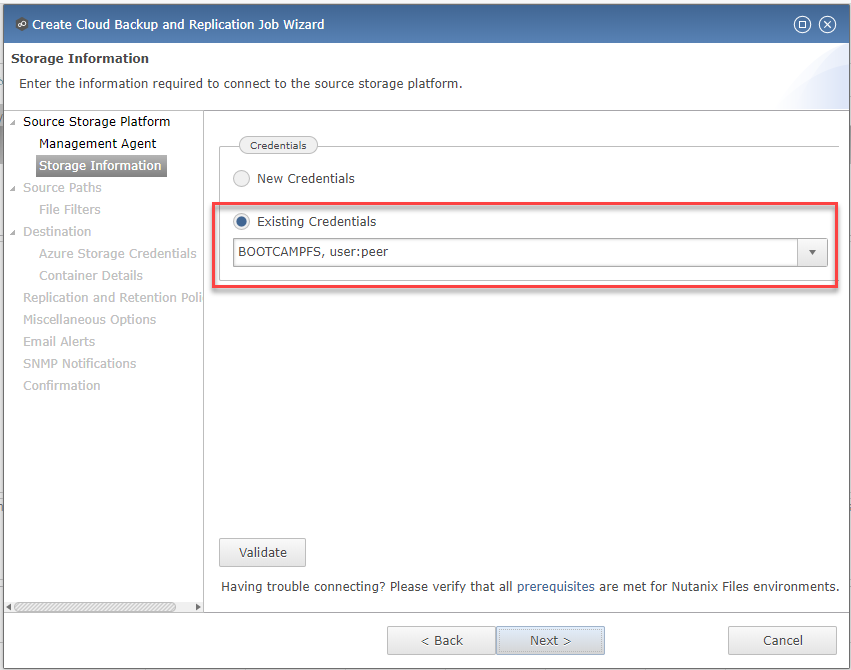 Create Cloud Backup and Replication Job Wizard
Storage Information
Enter the information required to connect to the source storage platform.
Source Storage Platform
Management Agent
Storage Information
Source Paths
File Filters
Destination
Azure Storage Credentials
Container Details
Replication and Retention Poli
Miscellaneous Options
Email Alerts
SNMP Notifications
Confirmation
Credentials
New Credentials
Existing Credentials
BOOTCAMPFS, user:peer
Validate
Having trouble connecting? Please verify that all prerequisites are met for Nutanix Files environments.
< Back
Next >
Cancel